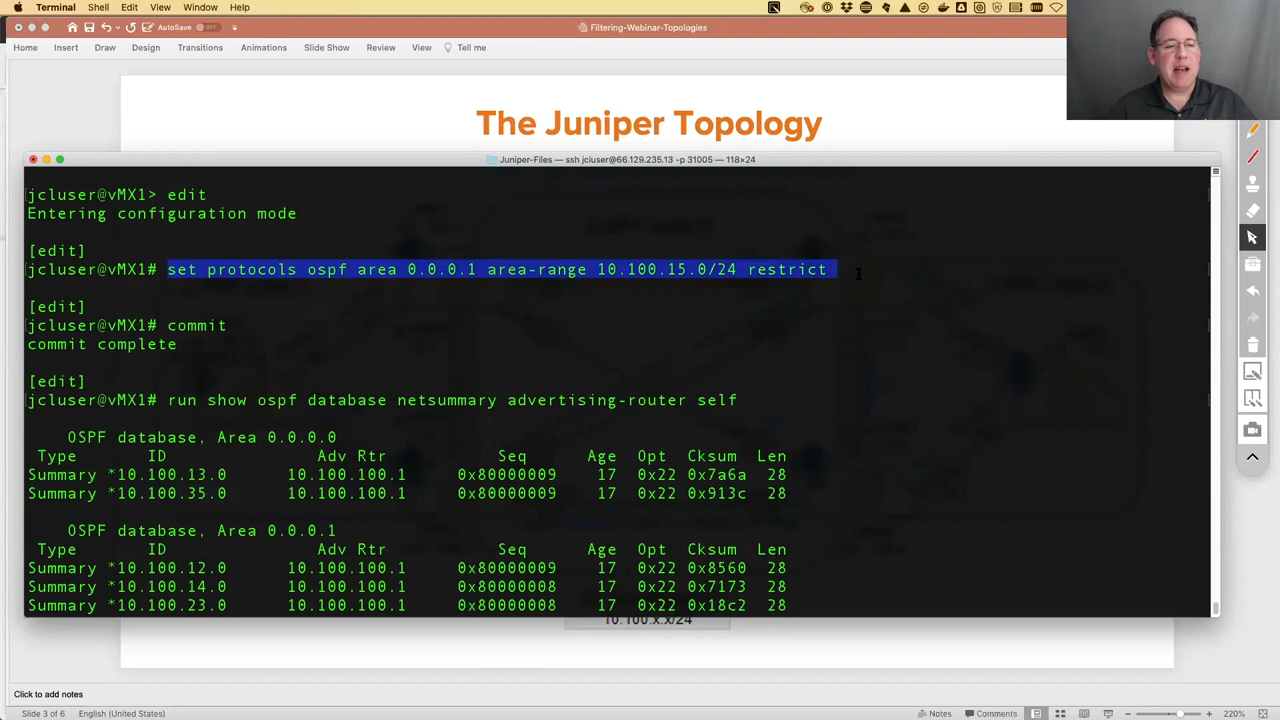 Terminal Shell Edit View Window Help
AutoSave OFF
Filtering-Webinar-Topologies
Home Insert Draw Design Transitions Animations Slide Show Review View Tell me
The Juniper Topology
Juniper-Files — ssh jcluser@66.129.235.13 -p 31005 — 118×24
[jcluser@vMX1> edit
Entering configuration mode
[edit]
[jcluser@vMX1# set protocols ospf area 0.0.0.1 area-range 10.100.15.0/24 restrict
[edit]
[jcluser@vMX1# commit
commit complete
[edit]
[jcluser@vMX1# run show ospf database netsummary advertising-router self
OSPF database, Area 0.0.0.0
Type ID Adv Rtr Seq Age Opt Cksum Len
Summary *10.100.13.0 10.100.100.1 0x80000009 17 0x22 0x7a6a 28
Summary *10.100.35.0 10.100.100.1 0x80000009 17 0x22 0x913c 28
OSPF database, Area 0.0.0.1
Type ID Adv Rtr Seq Age Opt Cksum Len
Summary *10.100.12.0 10.100.100.1 0x80000009 17 0x22 0x8560 28
Summary *10.100.14.0 10.100.100.1 0x80000008 17 0x22 0x7173 28
Summary *10.100.23.0 10.100.100.1 0x80000008 17 0x22 0x18c2 28
10.100.x.x/24
Click to add notes
Slide 3 of 6 English (United States) Notes Comments 220%